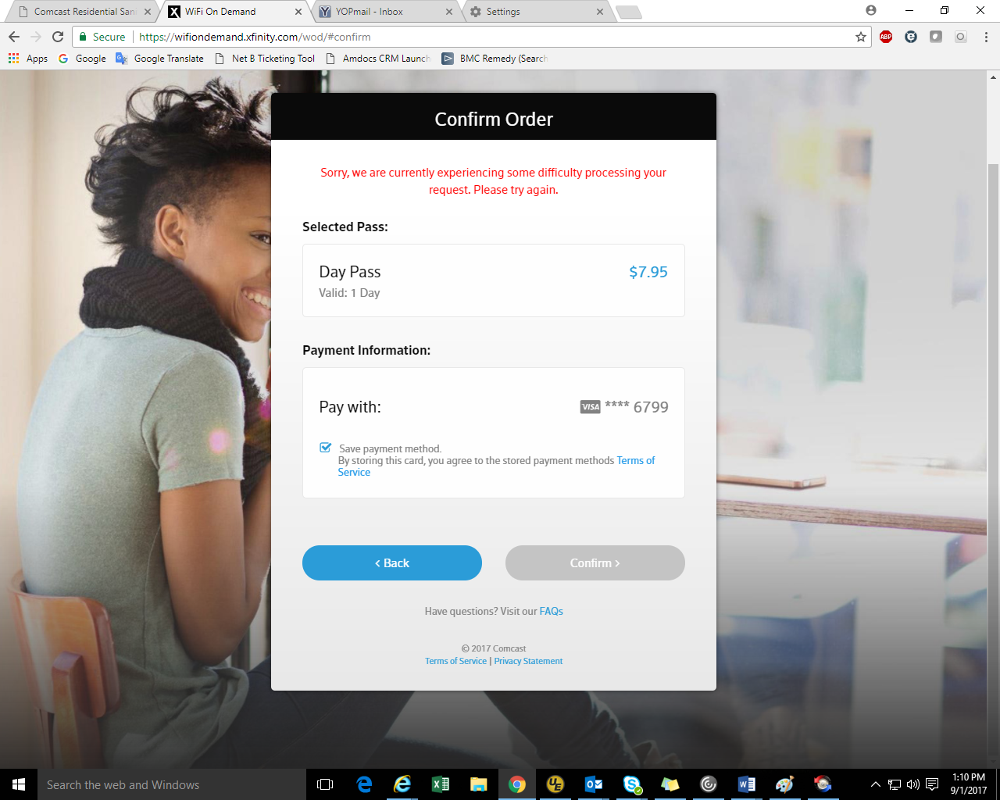 Comcast Residential San
WiFi On Demand
YOPmail - Inbox
Settings
Secure
https://wifiondemand.xfinity.com/wod/#confirm
ABP
Apps
Google
Google Translate
Net B Ticketing Tool
Amdocs CRM Launch
BMC Remedy (Search
Confirm Order
Sorry, we are currently experiencing some difficulty processing your
request. Please try again.
Selected Pass:
Day Pass $7.95
Valid: 1 Day
Payment Information:
Pay with: VISA **** 6799
Save payment method.
By storing this card, you agree to the stored payment methods Terms of
Service
‹ Back
Confirm ›
Have questions? Visit our FAQs
© 2017 Comcast
Terms of Service | Privacy Statement
Search the web and Windows
1:10 PM
9/1/2017